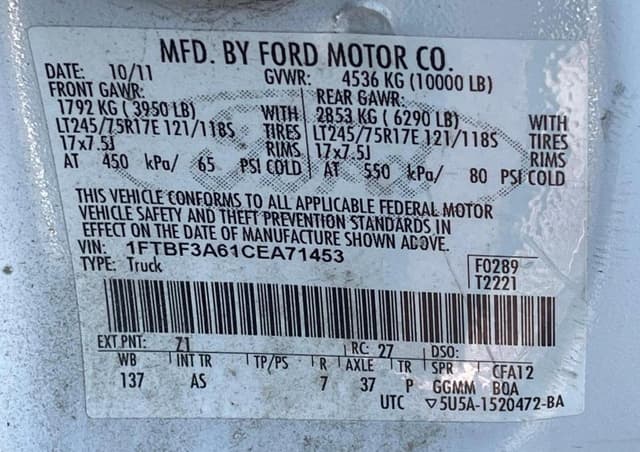 MFD. BY FORD MOTOR CO.
DATE: 10/11 GVWR: 4536 KG (10000 LB)
FRONT GAWR: REAR GAWR:
1792 KG ( 3950 LB) WITH 2853 KG ( 6290 LB) WITH
LT245/75R17E 121/118S TIRES LT245/75R17E 121/118S TIRES
17x7.5J RIMS 17x7.5J RIMS
AT 450 kPa/ 65 PSI COLD AT 550 kPa/ 80 PSI COLD
THIS VEHICLE CONFORMS TO ALL APPLICABLE FEDERAL MOTOR
VEHICLE SAFETY AND THEFT PREVENTION STANDARDS IN
EFFECT ON THE DATE OF MANUFACTURE SHOWN ABOVE.
VIN: 1FTBF3A61CEA71453
TYPE: Truck
F0289
T2221
EXT PNT: Z1 RC: 27 DSO:
WB INT TR TP/PS R AXLE TR SPR CFA12
137 AS 7 37 P GGMM BOA
UTC ▽5U5A-1520472-BA